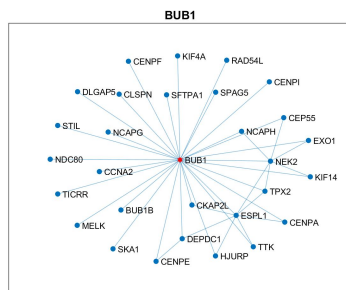 BUB1
KIF4A
CENPF
RAD54L
CENPI
DLGAP5
CLSPN
SFTPA1
SPAG5
CEP55
STIL
NCAPG
NCAPH
EXO1
NDC80
BUB1
NEK2
CCNA2
KIF14
TICRR
TPX2
BUB1B
CKAP2L
MELK
ESPL1
CENPA
DEPDC1
SKA1
TTK
CENPE
HJURP